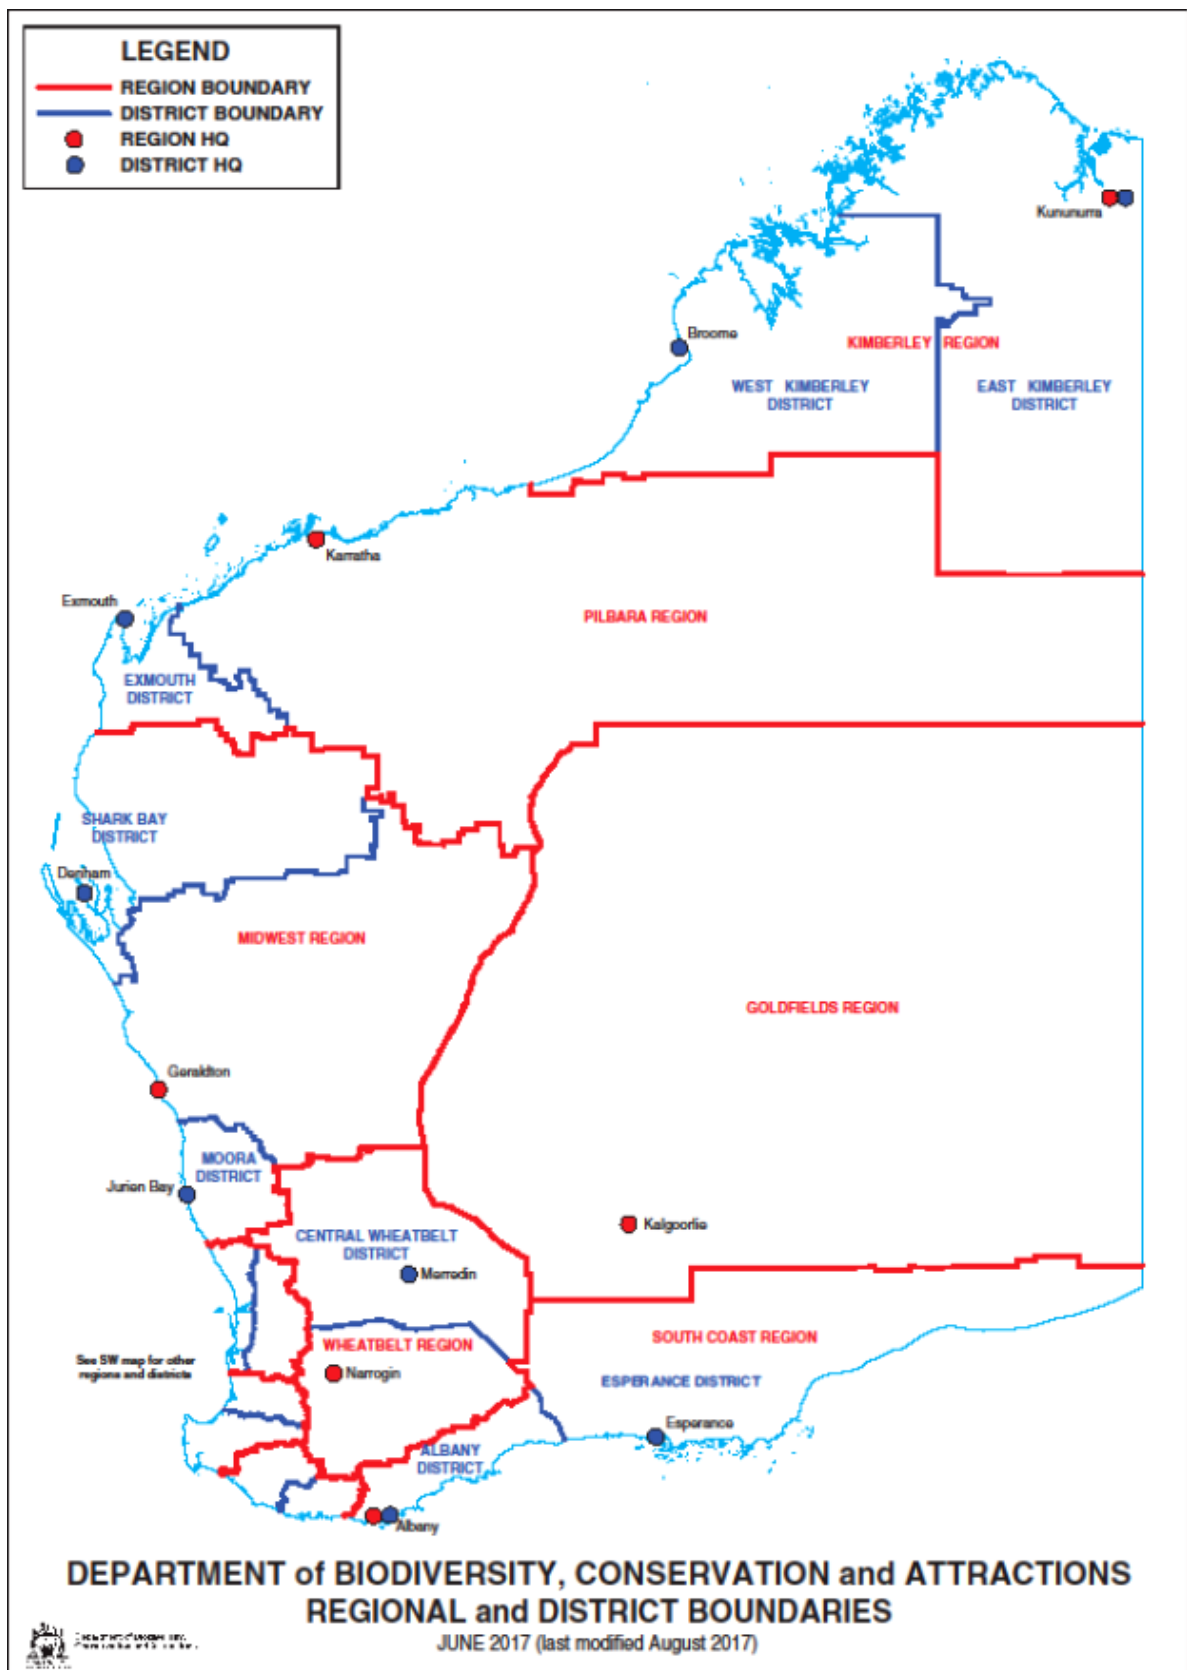 LEGEND
REGION BOUNDARY
DISTRICT BOUNDARY
REGION HQ
DISTRICT HQ
Kununurra
Broome
KIMBERLEY REGION
WEST KIMBERLEY
DISTRICT
EAST KIMBERLEY
DISTRICT
Karratha
Exmouth
PILBARA REGION
EXMOUTH
DISTRICT
SHARK BAY
DISTRICT
Denham
MIDWEST REGION
GOLDFIELDS REGION
Geraldton
MOORA
DISTRICT
Jurien Bay
Kalgoorlie
CENTRAL WHEATBELT
DISTRICT
Merredin
WHEATBELT REGION
SOUTH COAST REGION
See SW map for other
regions and districts
Narrogin
ESPERANCE DISTRICT
Esperance
ALBANY
DISTRICT
Albany
DEPARTMENT of BIODIVERSITY, CONSERVATION and ATTRACTIONS
REGIONAL and DISTRICT BOUNDARIES
JUNE 2017 (last modified August 2017)